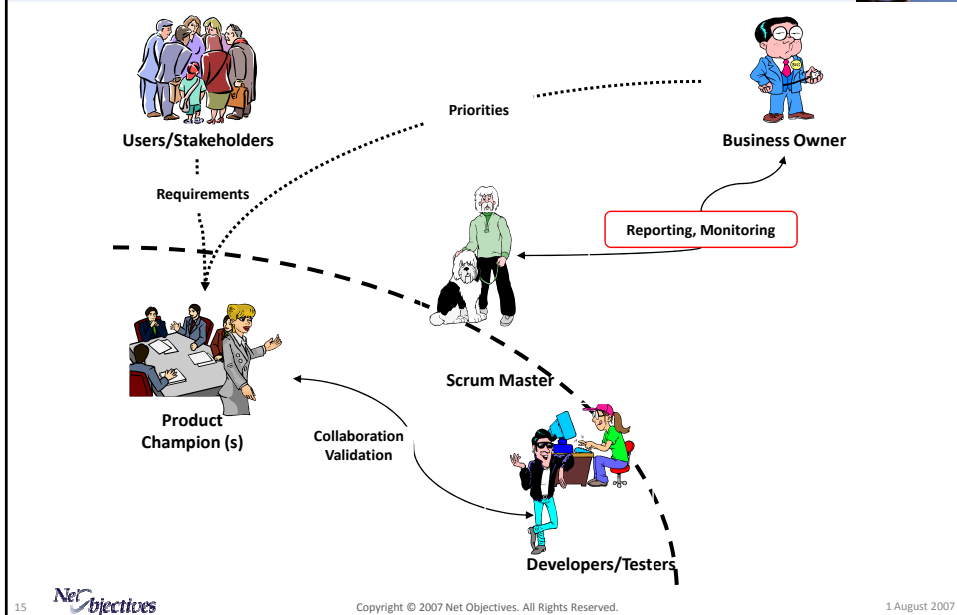 Priorities
Users/Stakeholders
Business Owner
Requirements
Reporting, Monitoring
Scrum Master
Product
Champion (s)
Collaboration
Validation
Developers/Testers
15
Net Objectives
Copyright © 2007 Net Objectives. All Rights Reserved.
1 August 2007